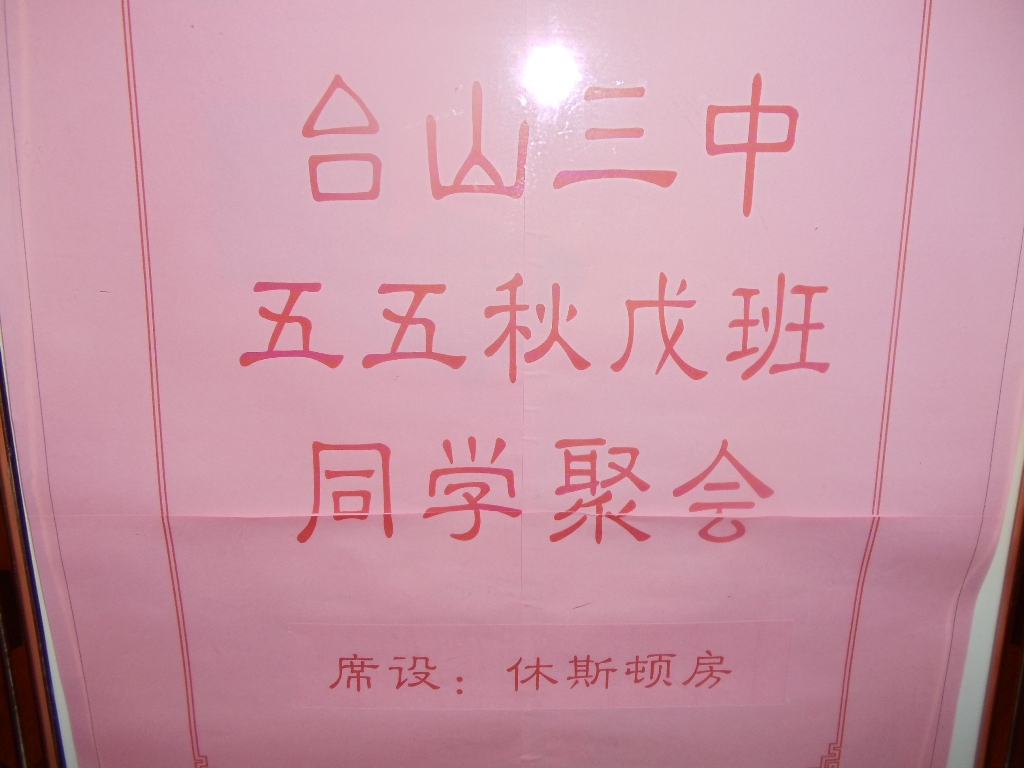 台山三中
五五秋戊班
同学聚会
席设：休斯顿房